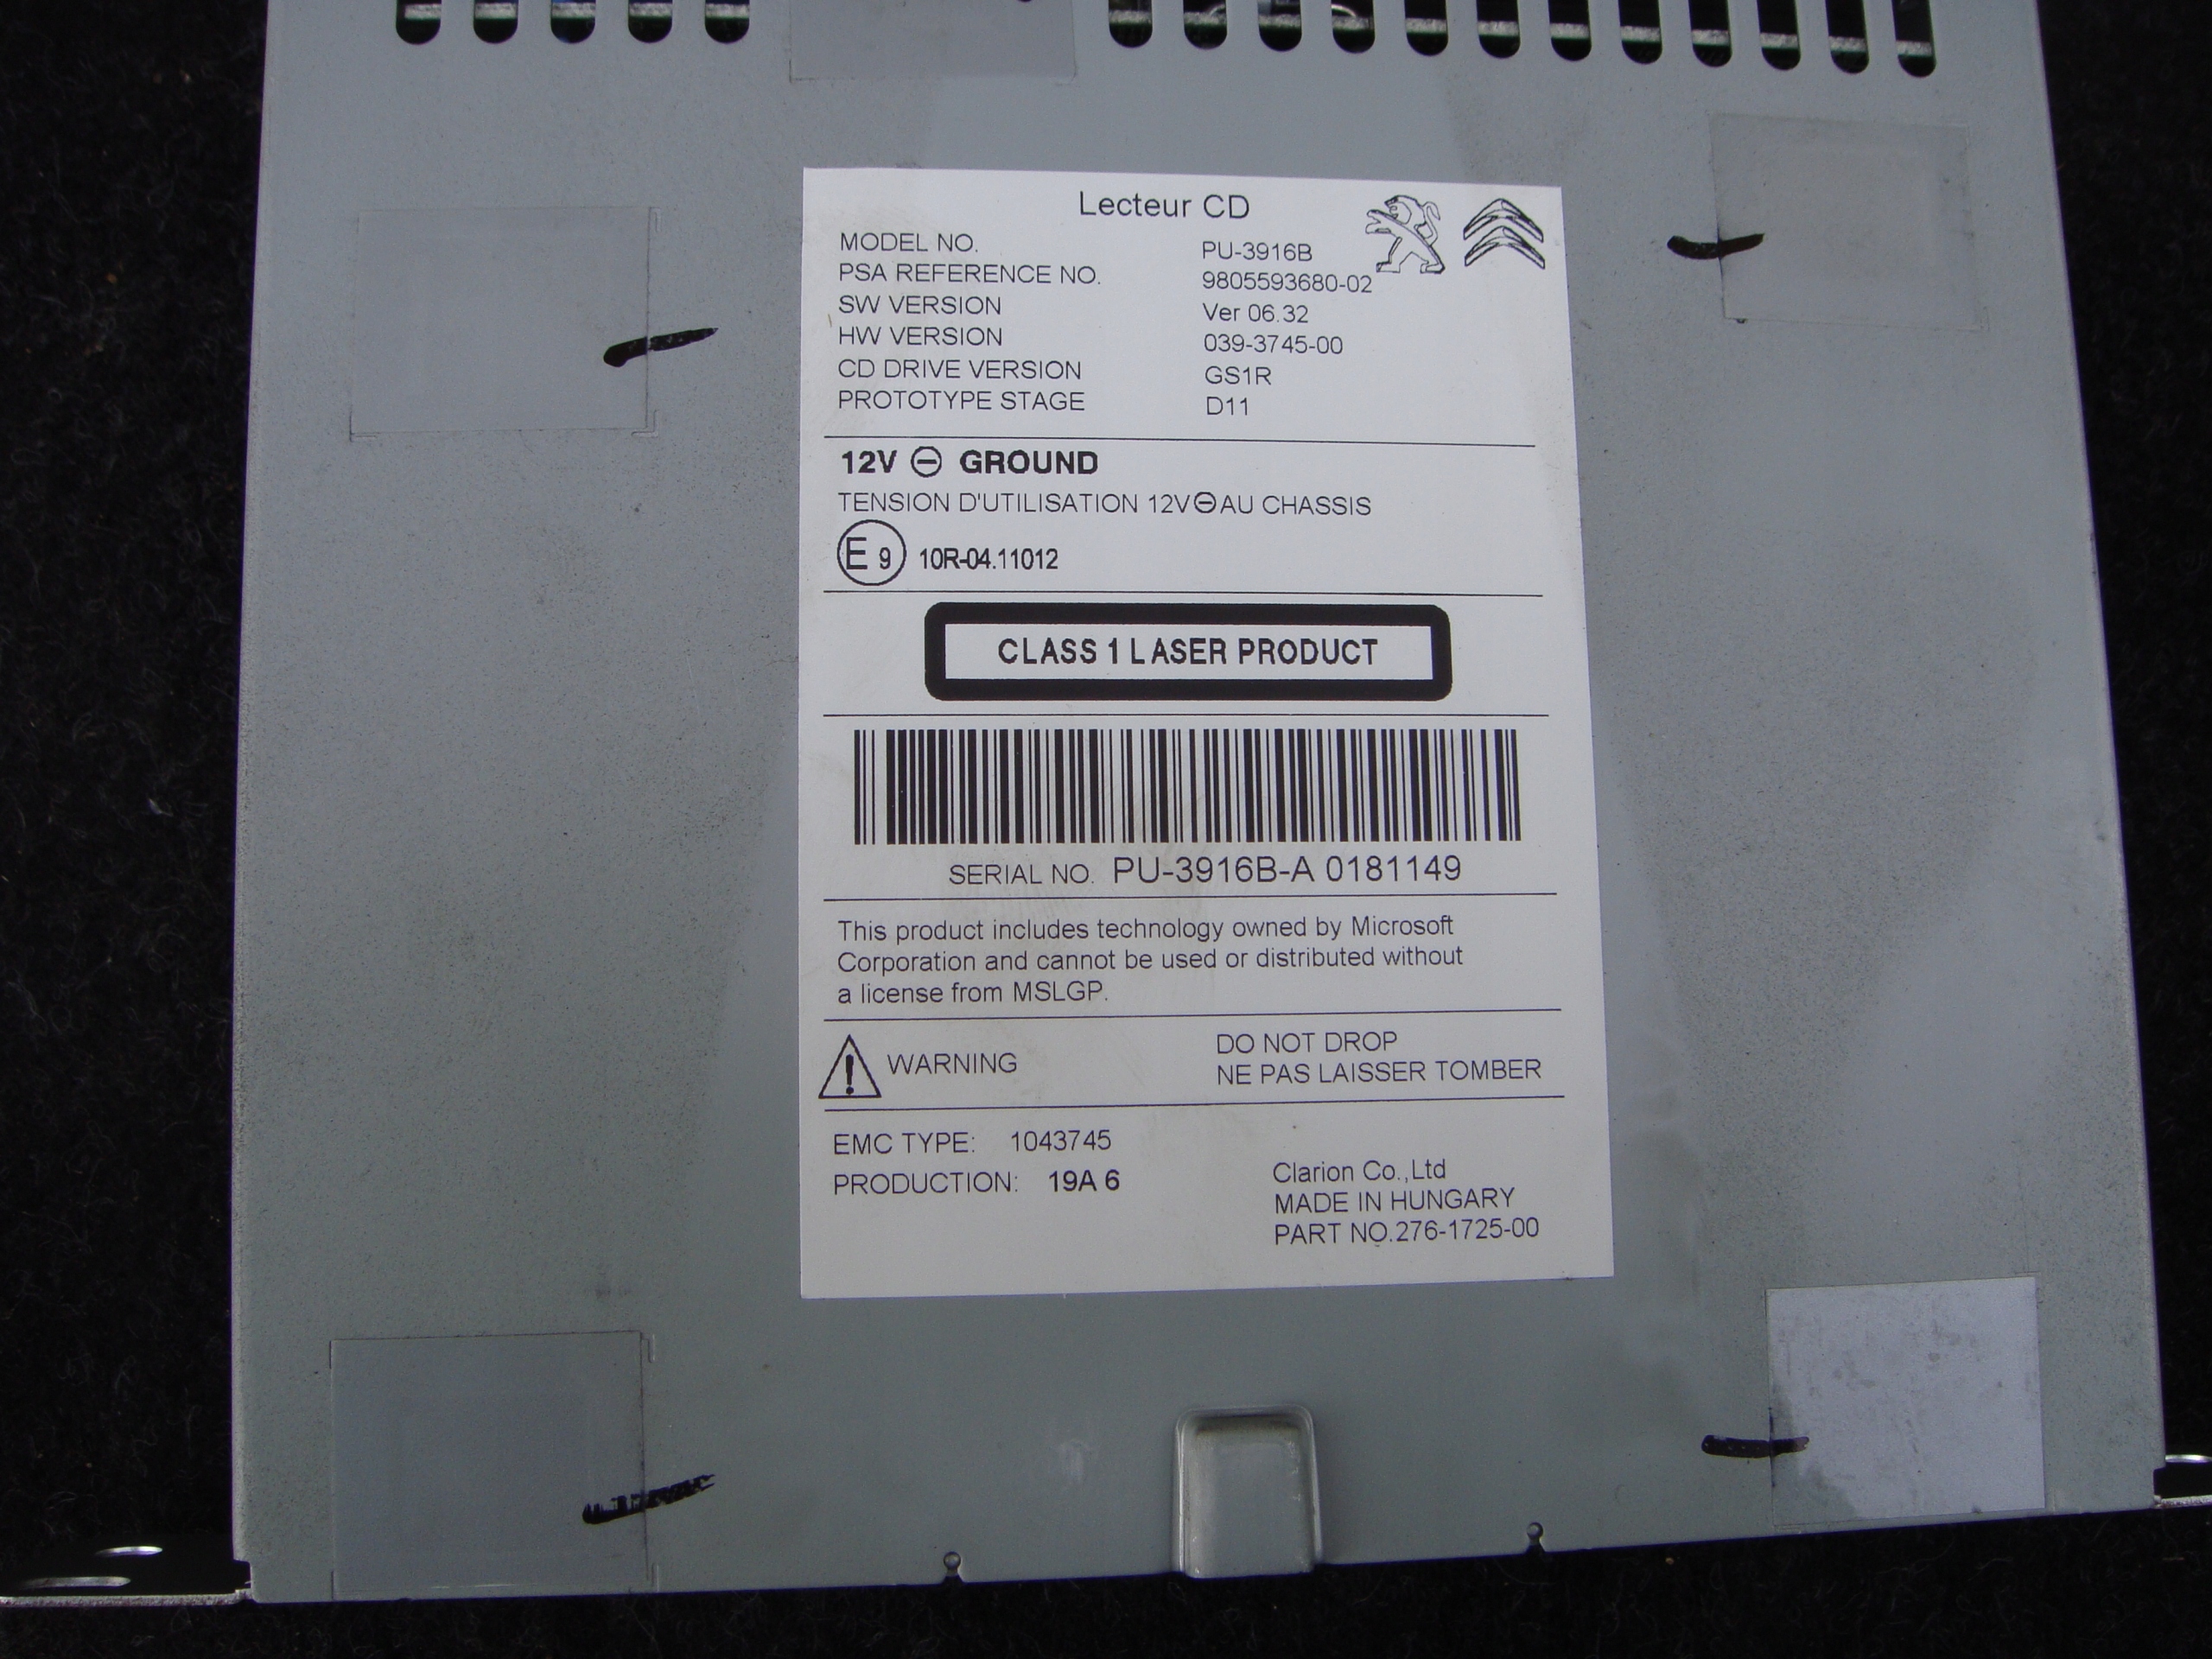 Lecteur CD
MODEL NO. PU-3916B
PSA REFERENCE NO. 9805593680-02
SW VERSION Ver 06.32
HW VERSION 039-3745-00
CD DRIVE VERSION GS1R
PROTOTYPE STAGE D11
12V ⊖ GROUND
TENSION D'UTILISATION 12V⊖AU CHASSIS
E 9 10R-04.11012
CLASS 1 LASER PRODUCT
SERIAL NO. PU-3916B-A 0181149
This product includes technology owned by Microsoft
Corporation and cannot be used or distributed without
a license from MSLGP.
WARNING DO NOT DROP
NE PAS LAISSER TOMBER
EMC TYPE: 1043745
PRODUCTION: 19A 6
Clarion Co.,Ltd
MADE IN HUNGARY
PART NO.276-1725-00